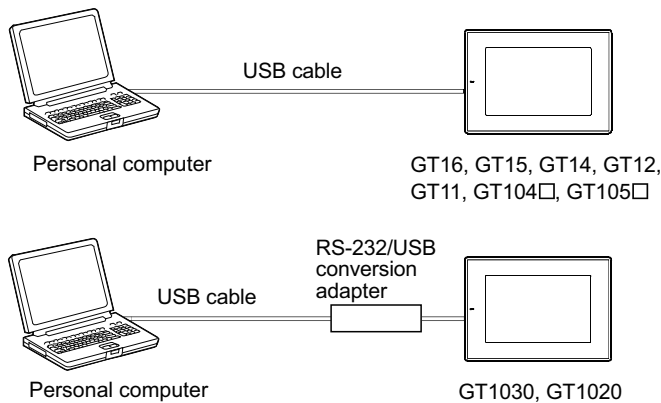 USB cable
Personal computer
GT16, GT15, GT14, GT12,
GT11, GT104□, GT105□
RS-232/USB
conversion
adapter
USB cable
Personal computer
GT1030, GT1020